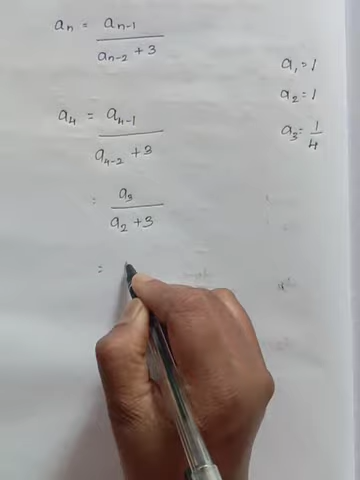 aₙ = aₙ₋₁ / (aₙ₋₂ + 3)
a₁ = 1
a₂ = 1
a₄ = a₄₋₁ / (a₄₋₂ + 3)
a₃ = 1/4
= a₃ / (a₂ + 3)
=